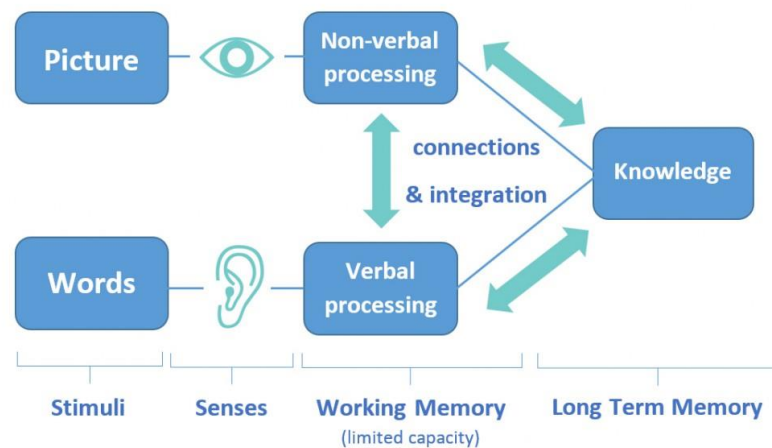 Picture
Non-verbal
processing
connections
& integration
Knowledge
Words
Verbal
processing
Stimuli
Senses
Working Memory
(limited capacity)
Long Term Memory